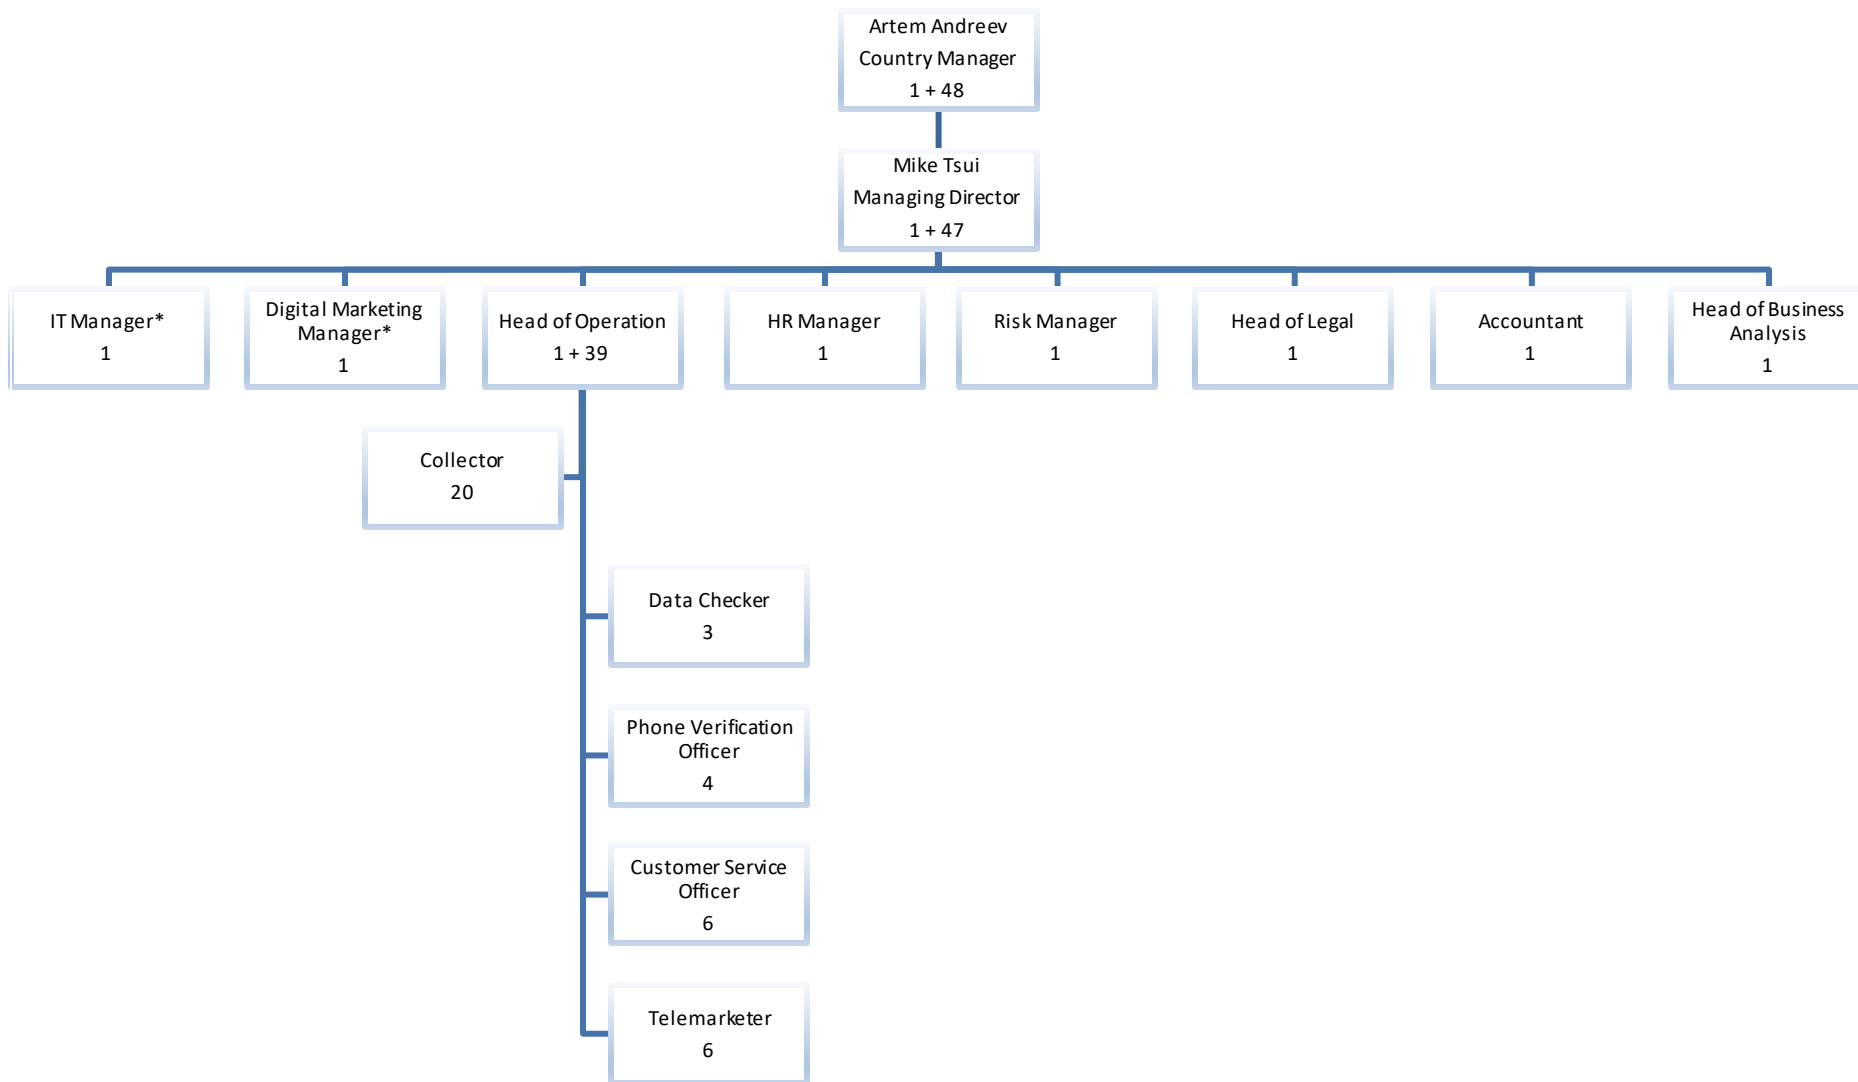 Artem Andreev
Country Manager
1 + 48
Mike Tsui
Managing Director
1 + 47
IT Manager*
1
Digital Marketing
Manager*
1
Head of Operation
1 + 39
HR Manager
1
Risk Manager
1
Head of Legal
1
Accountant
1
Head of Business
Analysis
1
Collector
20
Data Checker
3
Phone Verification
Officer
4
Customer Service
Officer
6
Telemarketer
6